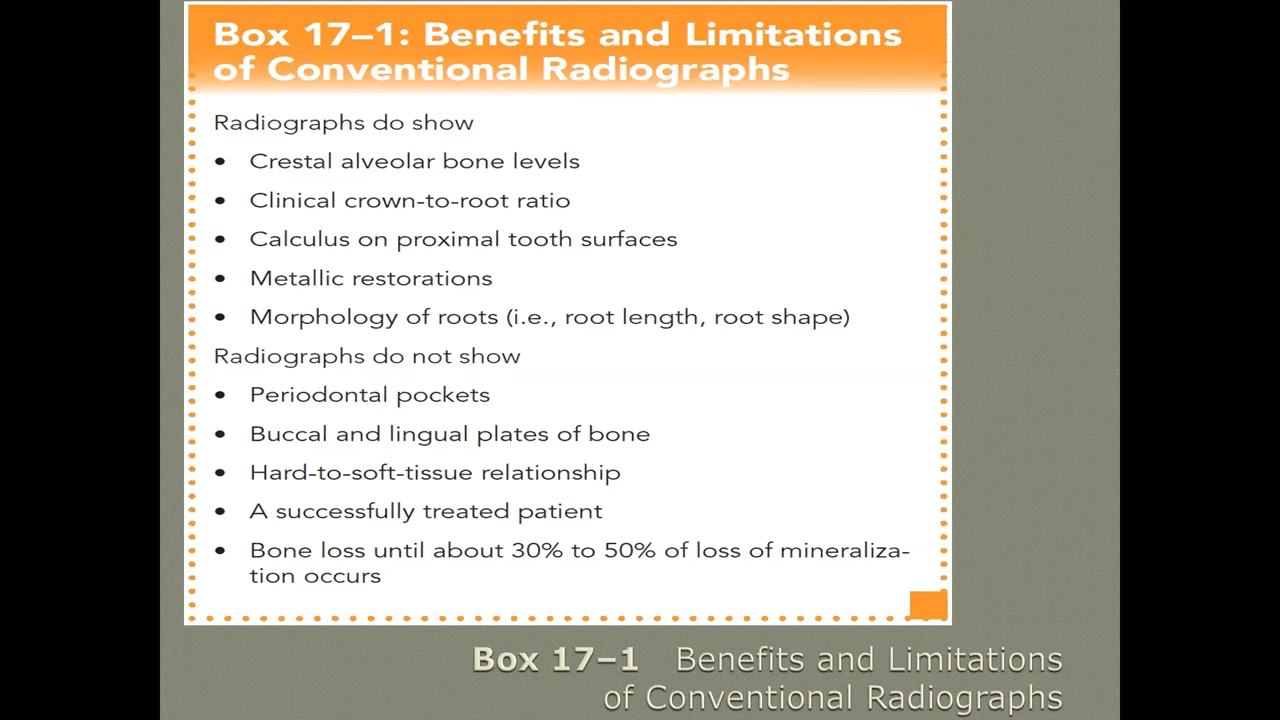 Box 17–1: Benefits and Limitations
of Conventional Radiographs
Radiographs do show
• Crestal alveolar bone levels
• Clinical crown-to-root ratio
• Calculus on proximal tooth surfaces
• Metallic restorations
• Morphology of roots (i.e., root length, root shape)
Radiographs do not show
• Periodontal pockets
• Buccal and lingual plates of bone
• Hard-to-soft-tissue relationship
• A successfully treated patient
• Bone loss until about 30% to 50% of loss of mineraliza-
tion occurs
Box 17–1 Benefits and Limitations
of Conventional Radiographs